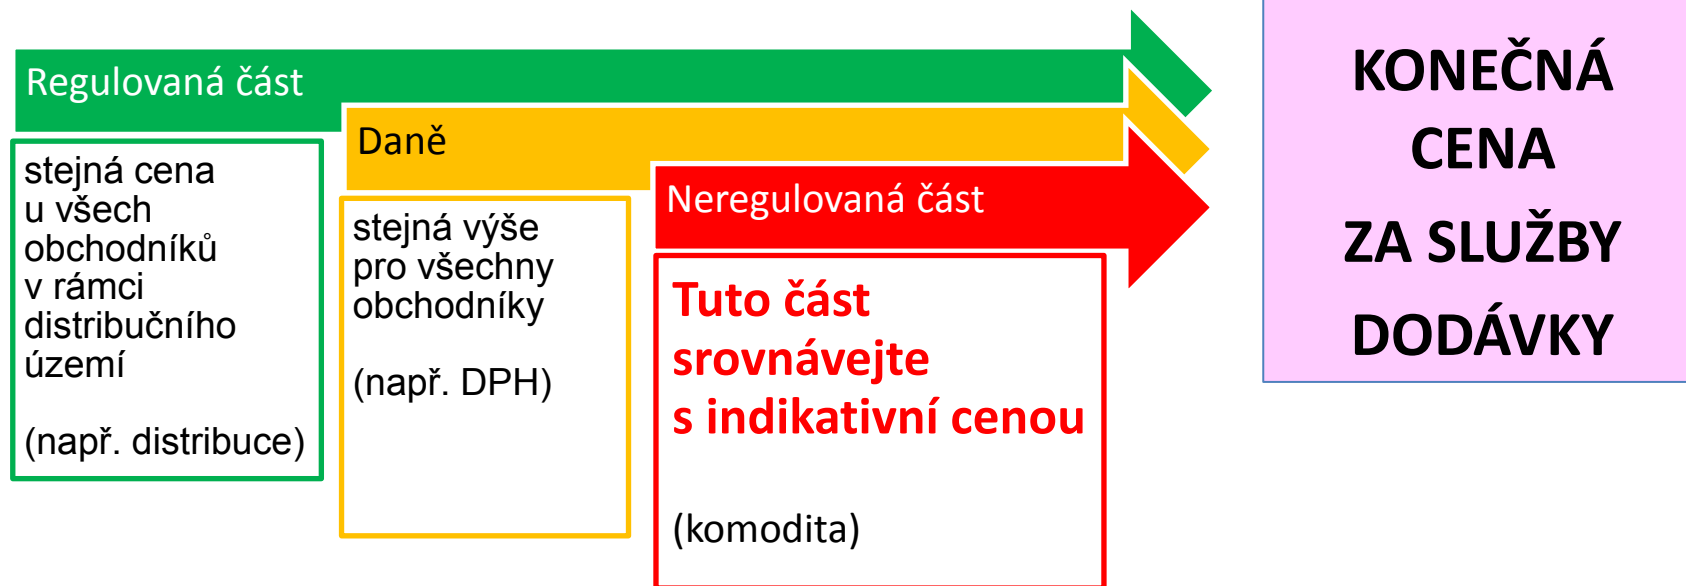 Regulovaná část
stejná cena
u všech
obchodníků
v rámci
distribučního
území
(např. distribuce)
Daně
stejná výše
pro všechny
obchodníky
(např. DPH)
Neregulovaná část
Tuto část
srovnávejte
s indikativní cenou
(komodita)
KONEČNÁ
CENA
ZA SLUŽBY
DODÁVKY